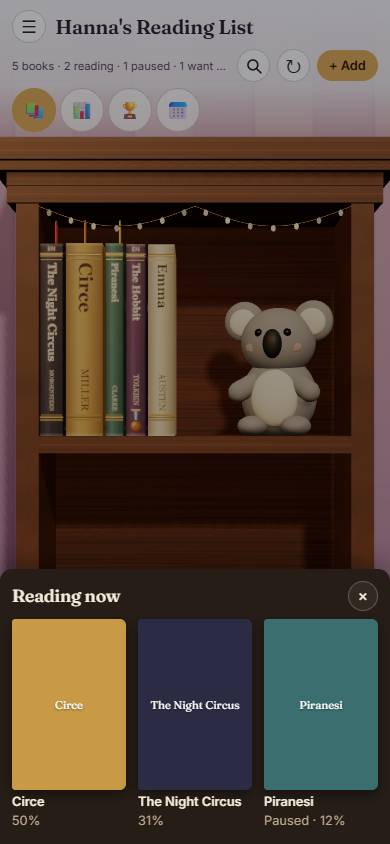 Hanna's Reading List
5 books · 2 reading · 1 paused · 1 want ...
+ Add
The Night Circus
MORGENSTERN
Circe
MILLER
Piranesi
CLARKE
The Hobbit
TOLKIEN
Emma
AUSTEN
Reading now
×
Circe
The Night Circus
Piranesi
Circe
The Night Circus
Piranesi
50%
31%
Paused · 12%